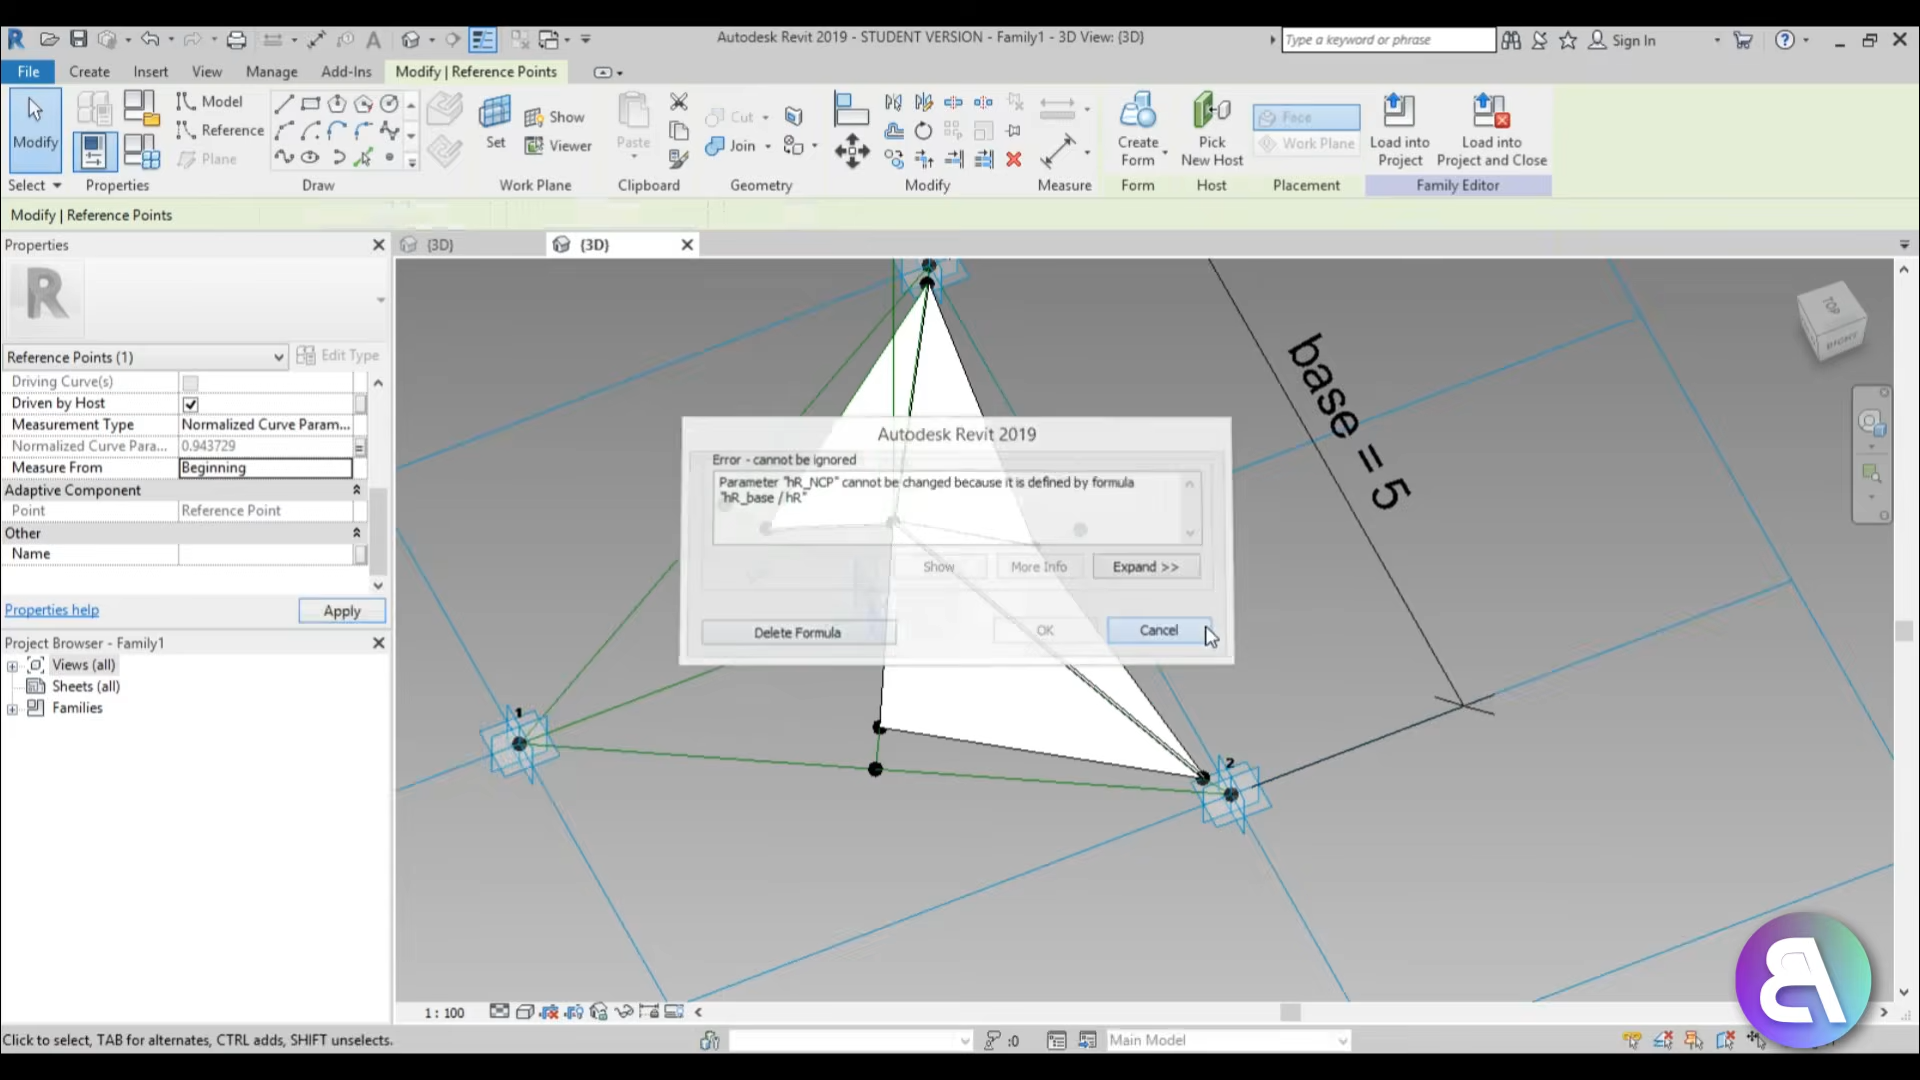 Autodesk Revit 2019 - STUDENT VERSION - Family1 - 3D View: {3D}
Type a keyword or phrase
Sign In
File Create Insert View Manage Add-Ins Modify | Reference Points
Modify
Model
Reference
Plane
Set
Show
Viewer
Paste
Cut
Join
Create Form
Pick New Host
Face
Work Plane
Load into Project
Load into Project and Close
Select Properties Draw Work Plane Clipboard Geometry Modify Measure Form Host Placement Family Editor
Modify | Reference Points
Properties
{3D}
{3D}
R
Reference Points (1)
Edit Type
Driving Curve(s)
Driven by Host
Measurement Type Normalized Curve Param...
Normalized Curve Para... 0.943729
Measure From Beginning
Adaptive Component
Point Reference Point
Other
Name
Properties help
Apply
Project Browser - Family1
Views (all)
Sheets (all)
Families
Autodesk Revit 2019
Error - cannot be ignored
Parameter "hR_NCP" cannot be changed because it is defined by formula
"hR_base / hR"
Show
More Info
Expand >>
Delete Formula
OK
Cancel
base = 5
TOP
RIGHT
1
2
1 : 100
Click to select, TAB for alternates, CTRL adds, SHIFT unselects.
:0
Main Model